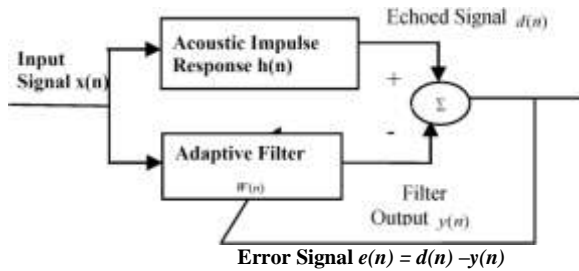 Echoed Signal d(n)
Acoustic Impulse
Response h(n)
Input
Signal x(n)
+
Σ
-
Adaptive Filter
W(n)
Filter
Output y(n)
Error Signal e(n) = d(n) –y(n)